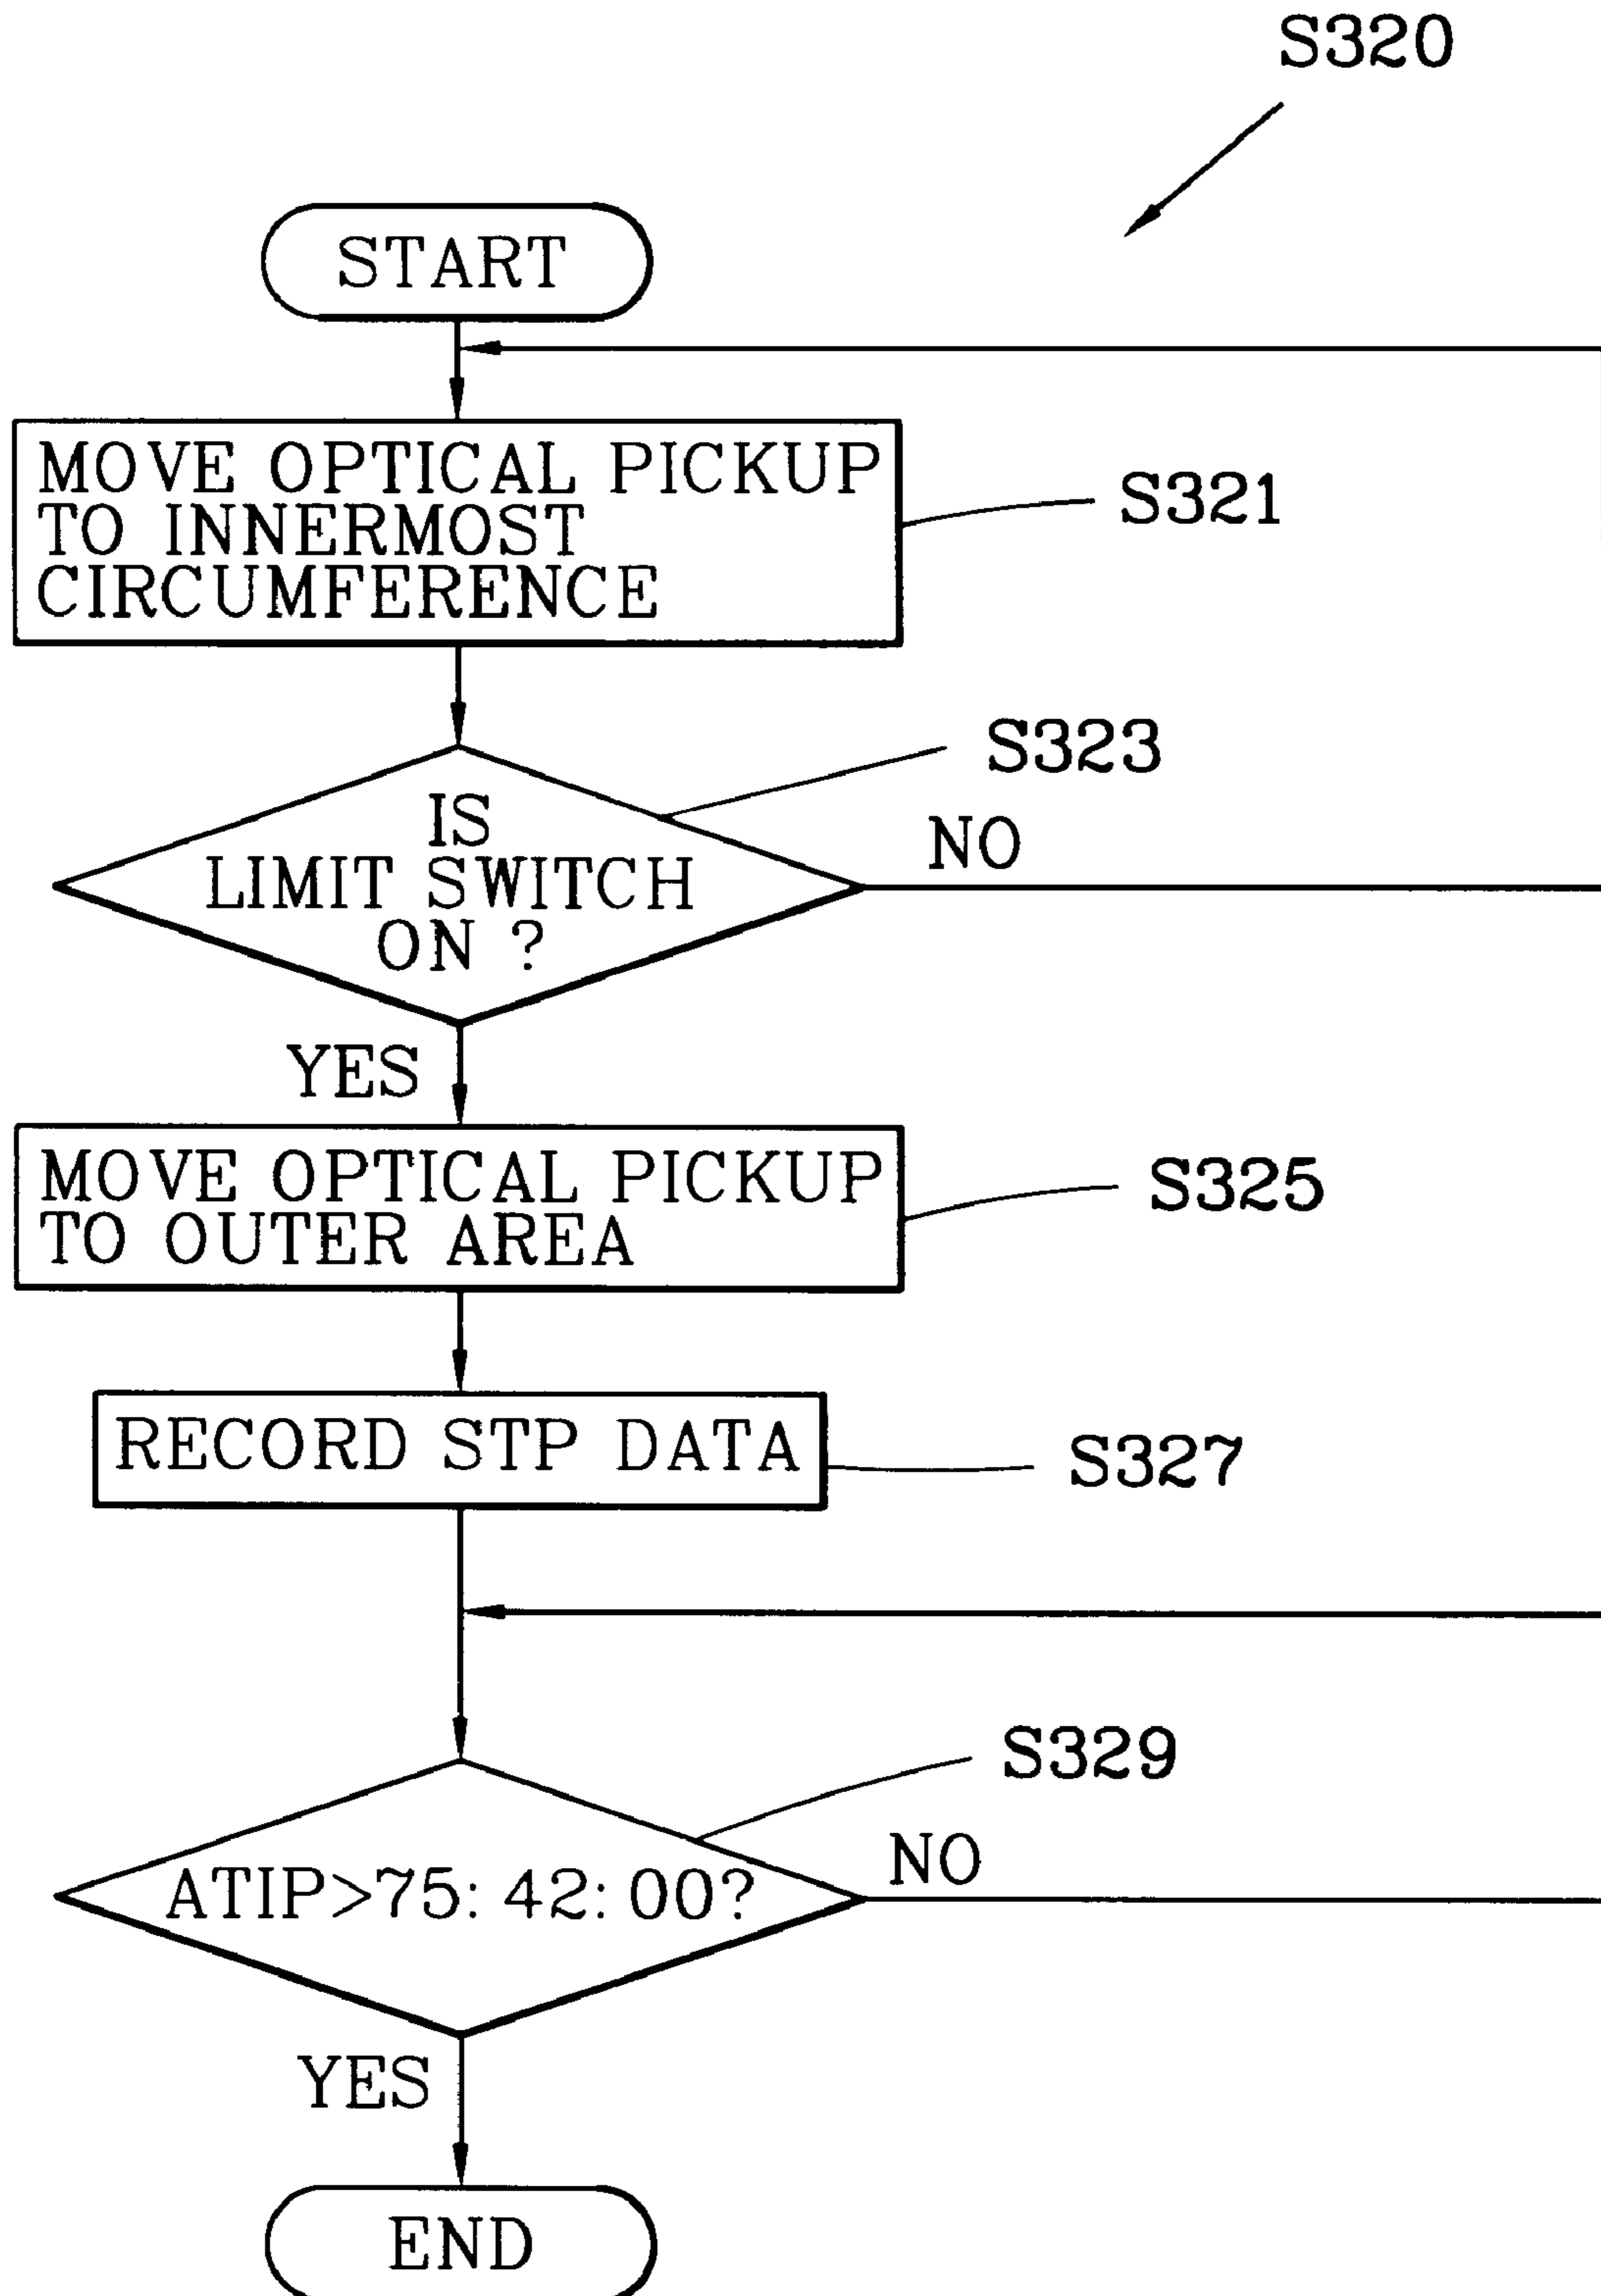 S320
START
MOVE OPTICAL PICKUP
TO INNERMOST
CIRCUMFERENCE
S321
S323
IS
LIMIT SWITCH
ON ?
NO
YES
MOVE OPTICAL PICKUP
TO OUTER AREA
S325
RECORD STP DATA
S327
S329
ATIP>75: 42: 00?
NO
YES
END